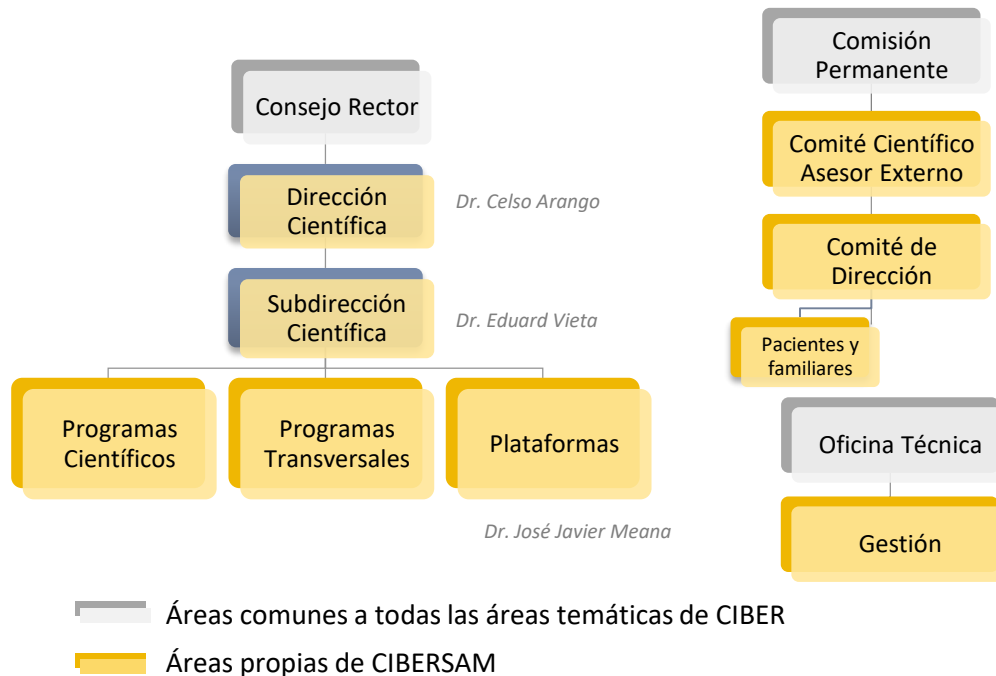 Consejo Rector
Dirección
Científica
Dr. Celso Arango
Subdirección
Científica
Dr. Eduard Vieta
Programas
Científicos
Programas
Transversales
Plataformas
Dr. José Javier Meana
Comisión
Permanente
Comité Científico
Asesor Externo
Comité de
Dirección
Pacientes y
familiares
Oficina Técnica
Gestión
Áreas comunes a todas las áreas temáticas de CIBER
Áreas propias de CIBERSAM